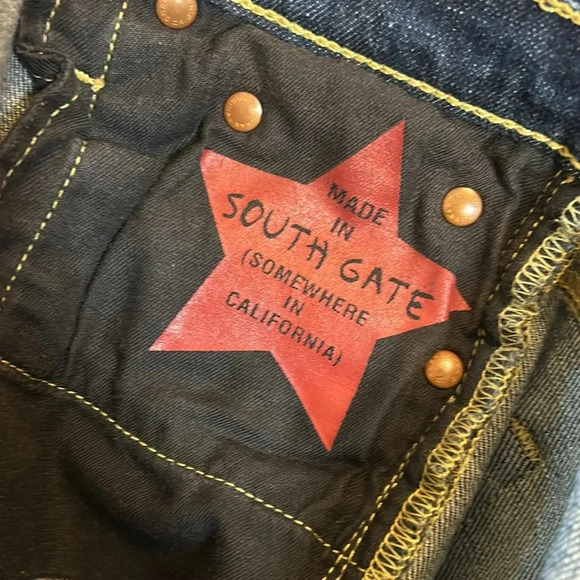 MADE
IN
SOUTH GATE
(SOMEWHERE
IN
CALIFORNIA)